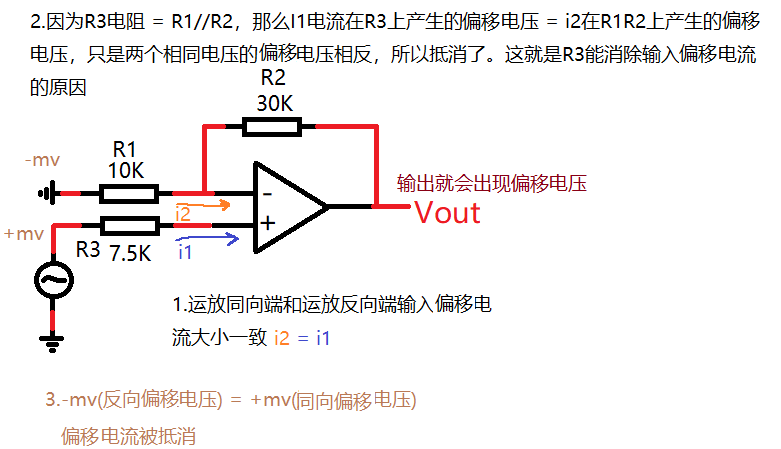 2.因为R3电阻 = R1//R2，那么I1电流在R3上产生的偏移电压 = i2在R1R2上产生的偏移
电压，只是两个相同电压的偏移电压相反，所以抵消了。这就是R3能消除输入偏移电流
的原因
R2
30K
-mv
R1
10K
输出就会出现偏移电压
-
i2
Vout
+mv
+
R3
7.5K
i1
1.运放同向端和运放反向端输入偏移电
流大小一致 i2 = i1
3.-mv(反向偏移电压) = +mv(同向偏移电压)
偏移电流被抵消